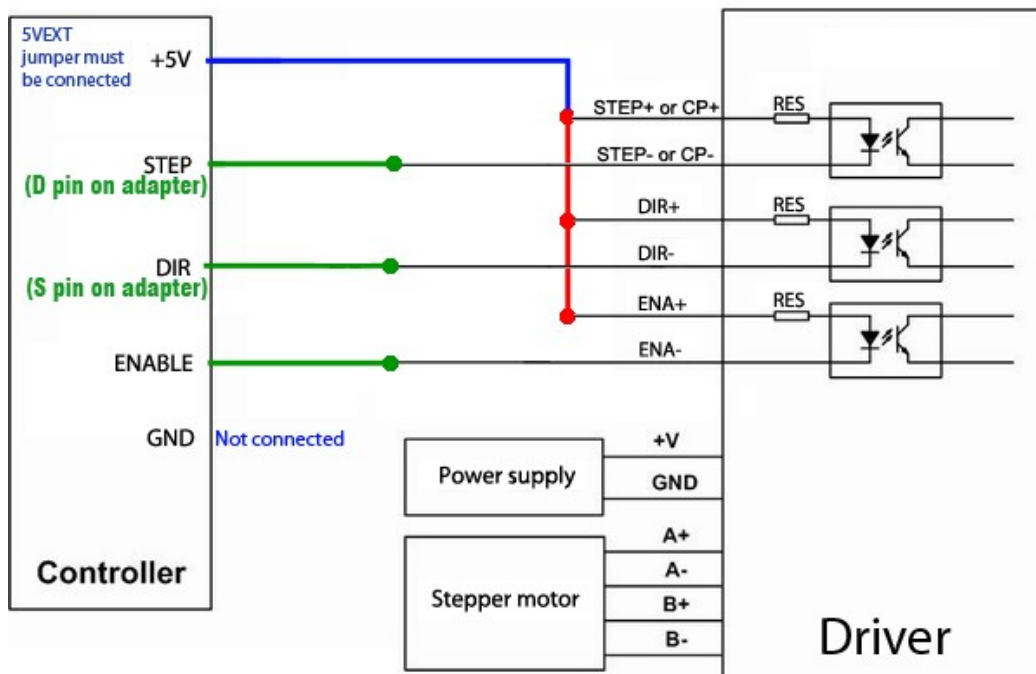 5VEXT
jumper must
be connected
+5V
STEP
(D pin on adapter)
DIR
(S pin on adapter)
ENABLE
GND
Not connected
Controller
STEP+ or CP+
STEP- or CP-
DIR+
DIR-
ENA+
ENA-
RES
RES
RES
Power supply
+V
GND
Stepper motor
A+
A-
B+
B-
Driver